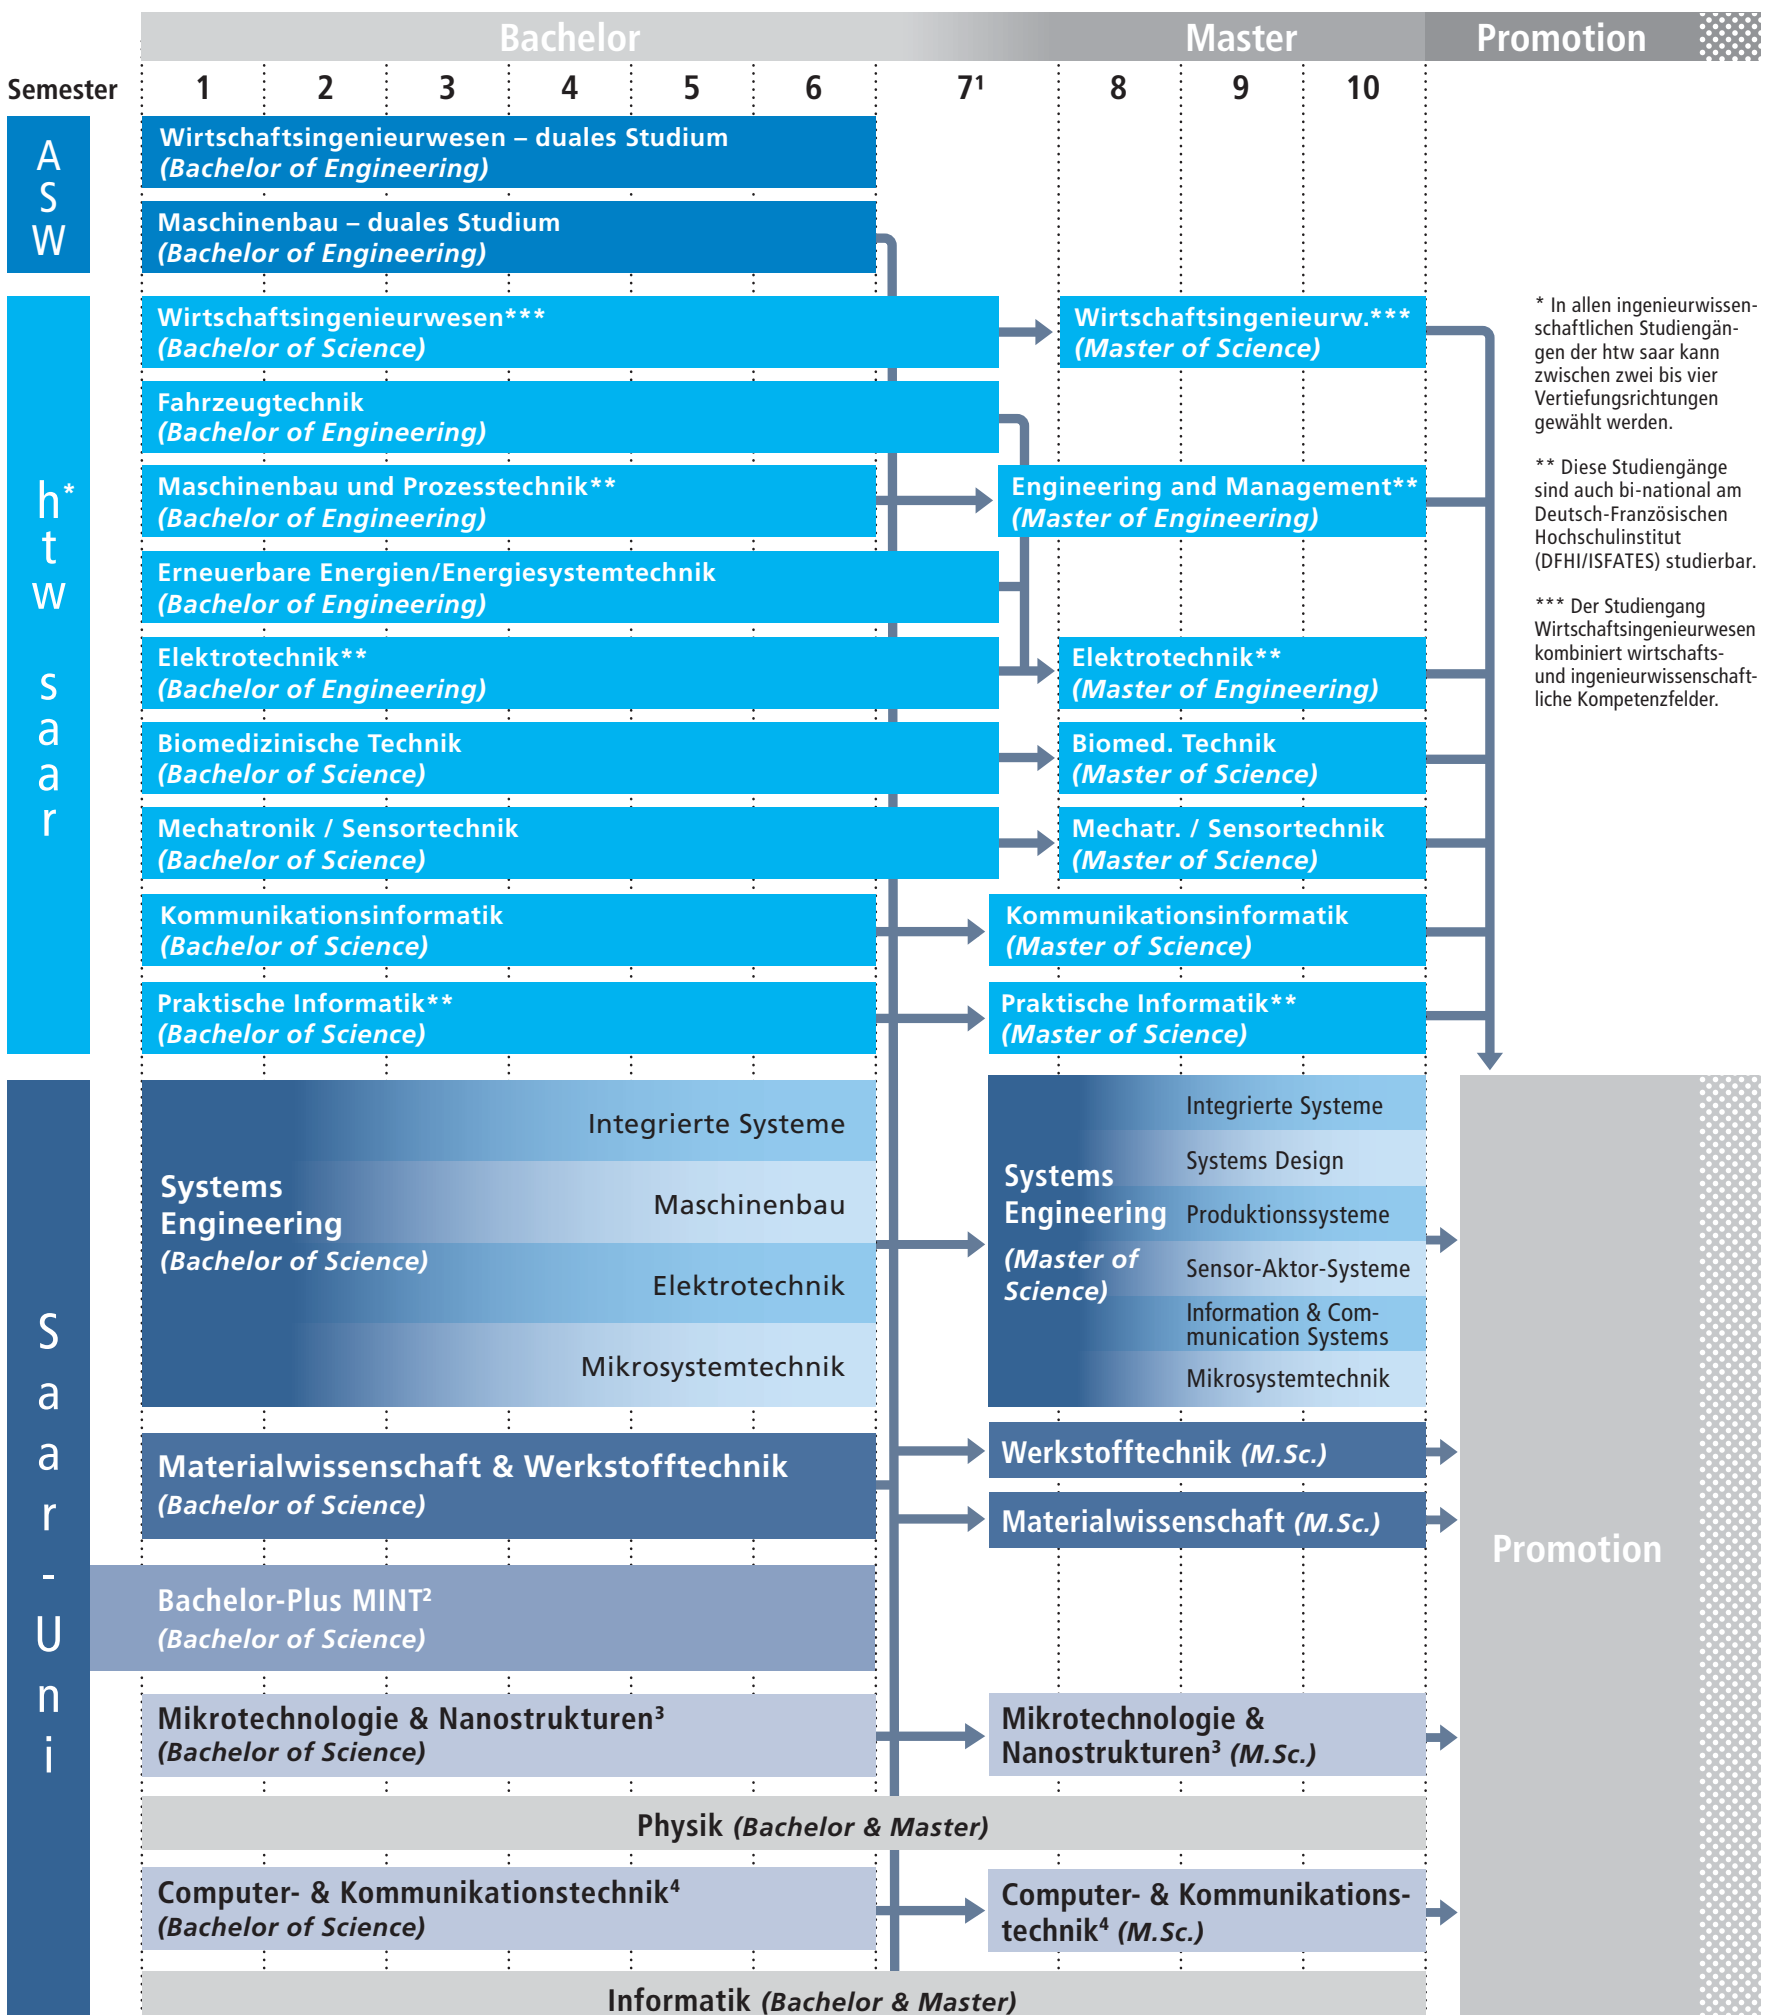 Bachelor
Master
Promotion
Semester
1 2 3 4 5 6 7¹ 8 9 10
ASW
Wirtschaftsingenieurwesen – duales Studium
(Bachelor of Engineering)
Maschinenbau – duales Studium
(Bachelor of Engineering)
h*tw saar
Wirtschaftsingenieurwesen***
(Bachelor of Science)
Wirtschaftsingenieurw.***
(Master of Science)
Fahrzeugtechnik
(Bachelor of Engineering)
Maschinenbau und Prozesstechnik**
(Bachelor of Engineering)
Engineering and Management**
(Master of Engineering)
Erneuerbare Energien/Energiesystemtechnik
(Bachelor of Engineering)
Elektrotechnik**
(Bachelor of Engineering)
Elektrotechnik**
(Master of Engineering)
Biomedizinische Technik
(Bachelor of Science)
Biomed. Technik
(Master of Science)
Mechatronik / Sensortechnik
(Bachelor of Science)
Mechatr. / Sensortechnik
(Master of Science)
Kommunikationsinformatik
(Bachelor of Science)
Kommunikationsinformatik
(Master of Science)
Praktische Informatik**
(Bachelor of Science)
Praktische Informatik**
(Master of Science)
* In allen ingenieurwissen-
schaftlichen Studiengän-
gen der htw saar kann
zwischen zwei bis vier
Vertiefungsrichtungen
gewählt werden.
** Diese Studiengänge
sind auch bi-national am
Deutsch-Französischen
Hochschulinstitut
(DFHI/ISFATES) studierbar.
*** Der Studiengang
Wirtschaftsingenieurwesen
kombiniert wirtschafts-
und ingenieurwissenschaft-
liche Kompetenzfelder.
Saar-Uni
Systems
Engineering
(Bachelor of Science)
Integrierte Systeme
Maschinenbau
Elektrotechnik
Mikrosystemtechnik
Systems
Engineering
(Master of
Science)
Integrierte Systeme
Systems Design
Produktionssysteme
Sensor-Aktor-Systeme
Information & Com-
munication Systems
Mikrosystemtechnik
Materialwissenschaft & Werkstofftechnik
(Bachelor of Science)
Werkstofftechnik (M.Sc.)
Materialwissenschaft (M.Sc.)
Promotion
Bachelor-Plus MINT²
(Bachelor of Science)
Mikrotechnologie & Nanostrukturen³
(Bachelor of Science)
Mikrotechnologie &
Nanostrukturen³ (M.Sc.)
Physik (Bachelor & Master)
Computer- & Kommunikationstechnik⁴
(Bachelor of Science)
Computer- & Kommunikations-
technik⁴ (M.Sc.)
Informatik (Bachelor & Master)